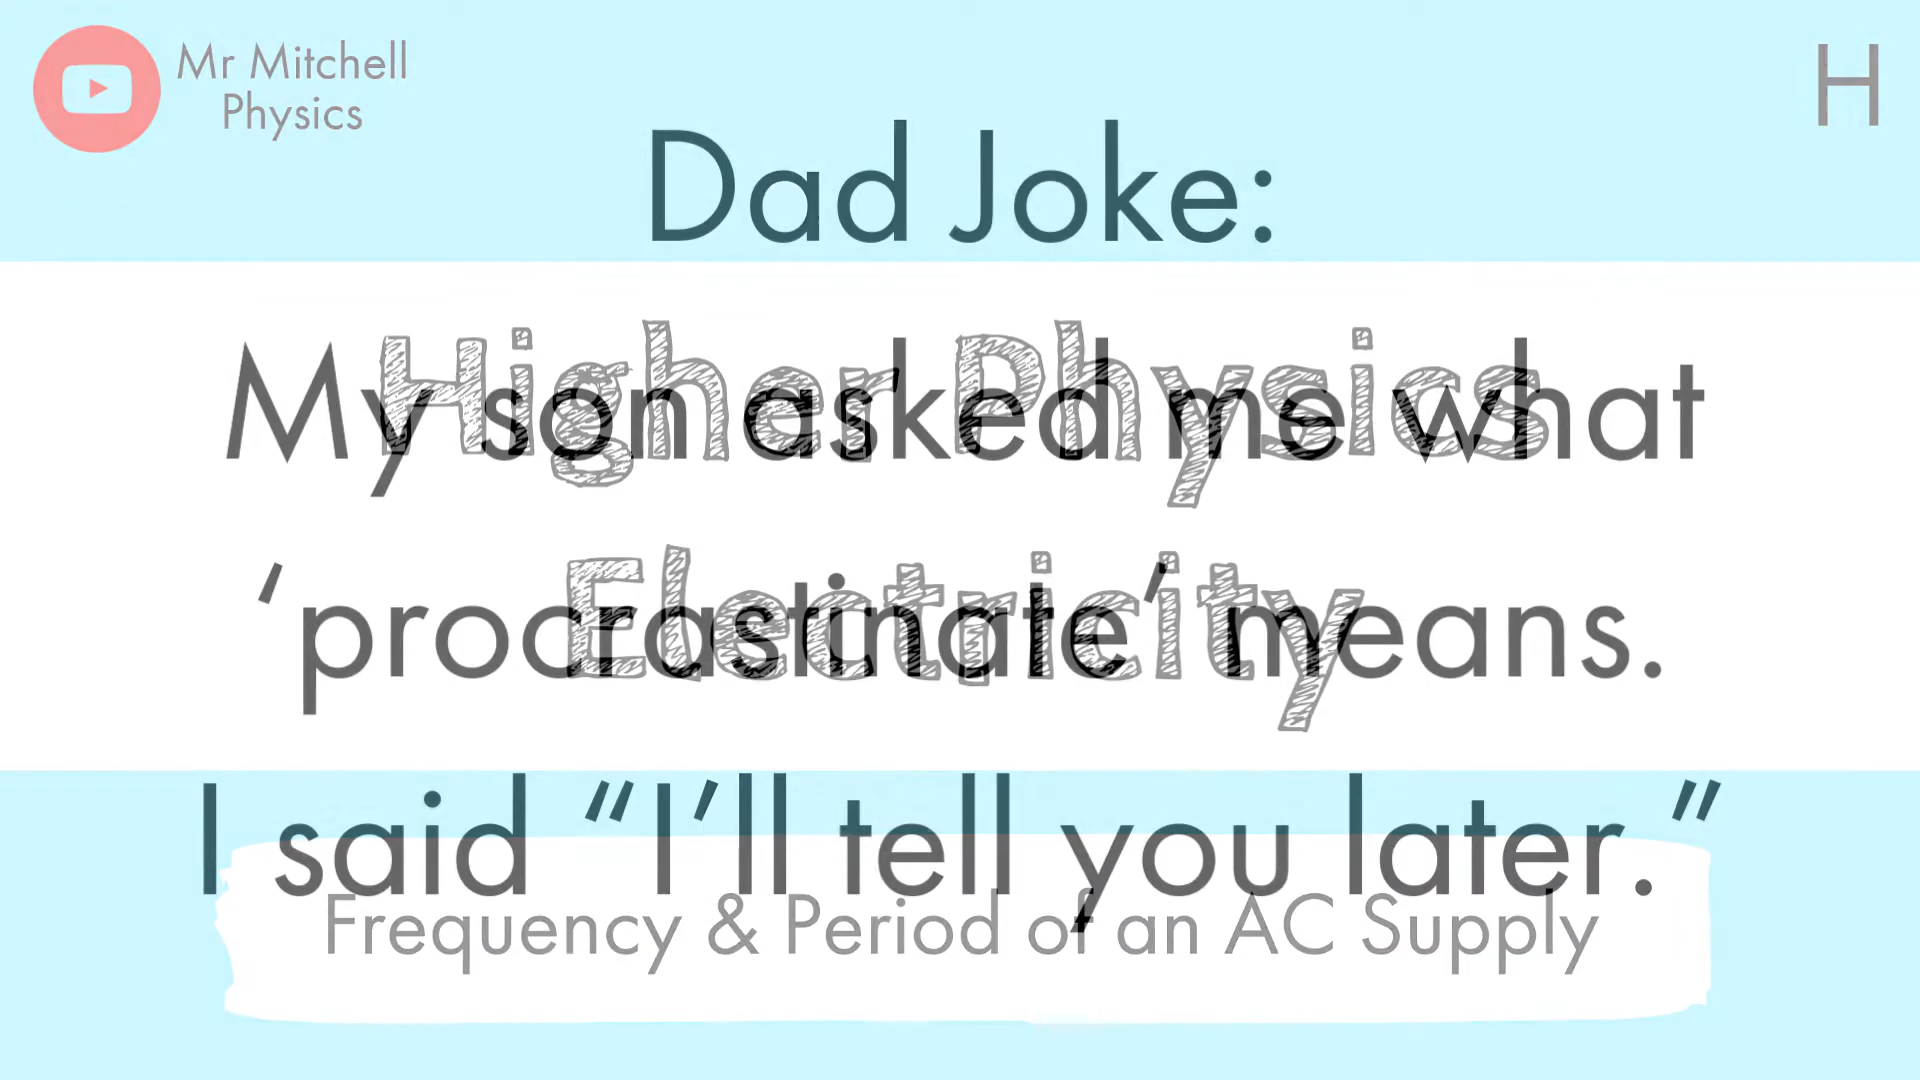 Mr Mitchell
Physics
H
Dad Joke:
Higher Physics
My son asked me what
Electricity
‘procrastinate’ means.
I said “I’ll tell you later.”
Frequency & Period of an AC Supply